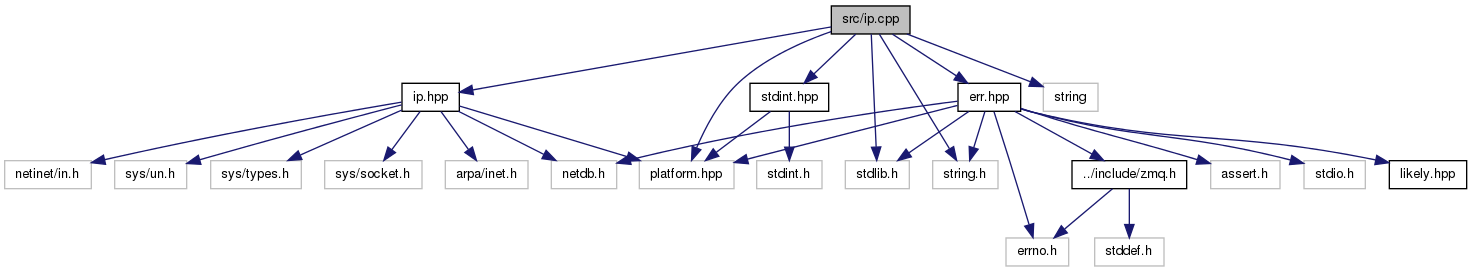 src/ip.cpp
ip.hpp
stdint.hpp
err.hpp
string
netinet/in.h
sys/un.h
sys/types.h
sys/socket.h
arpa/inet.h
netdb.h
platform.hpp
stdint.h
stdlib.h
string.h
../include/zmq.h
assert.h
stdio.h
likely.hpp
errno.h
stddef.h